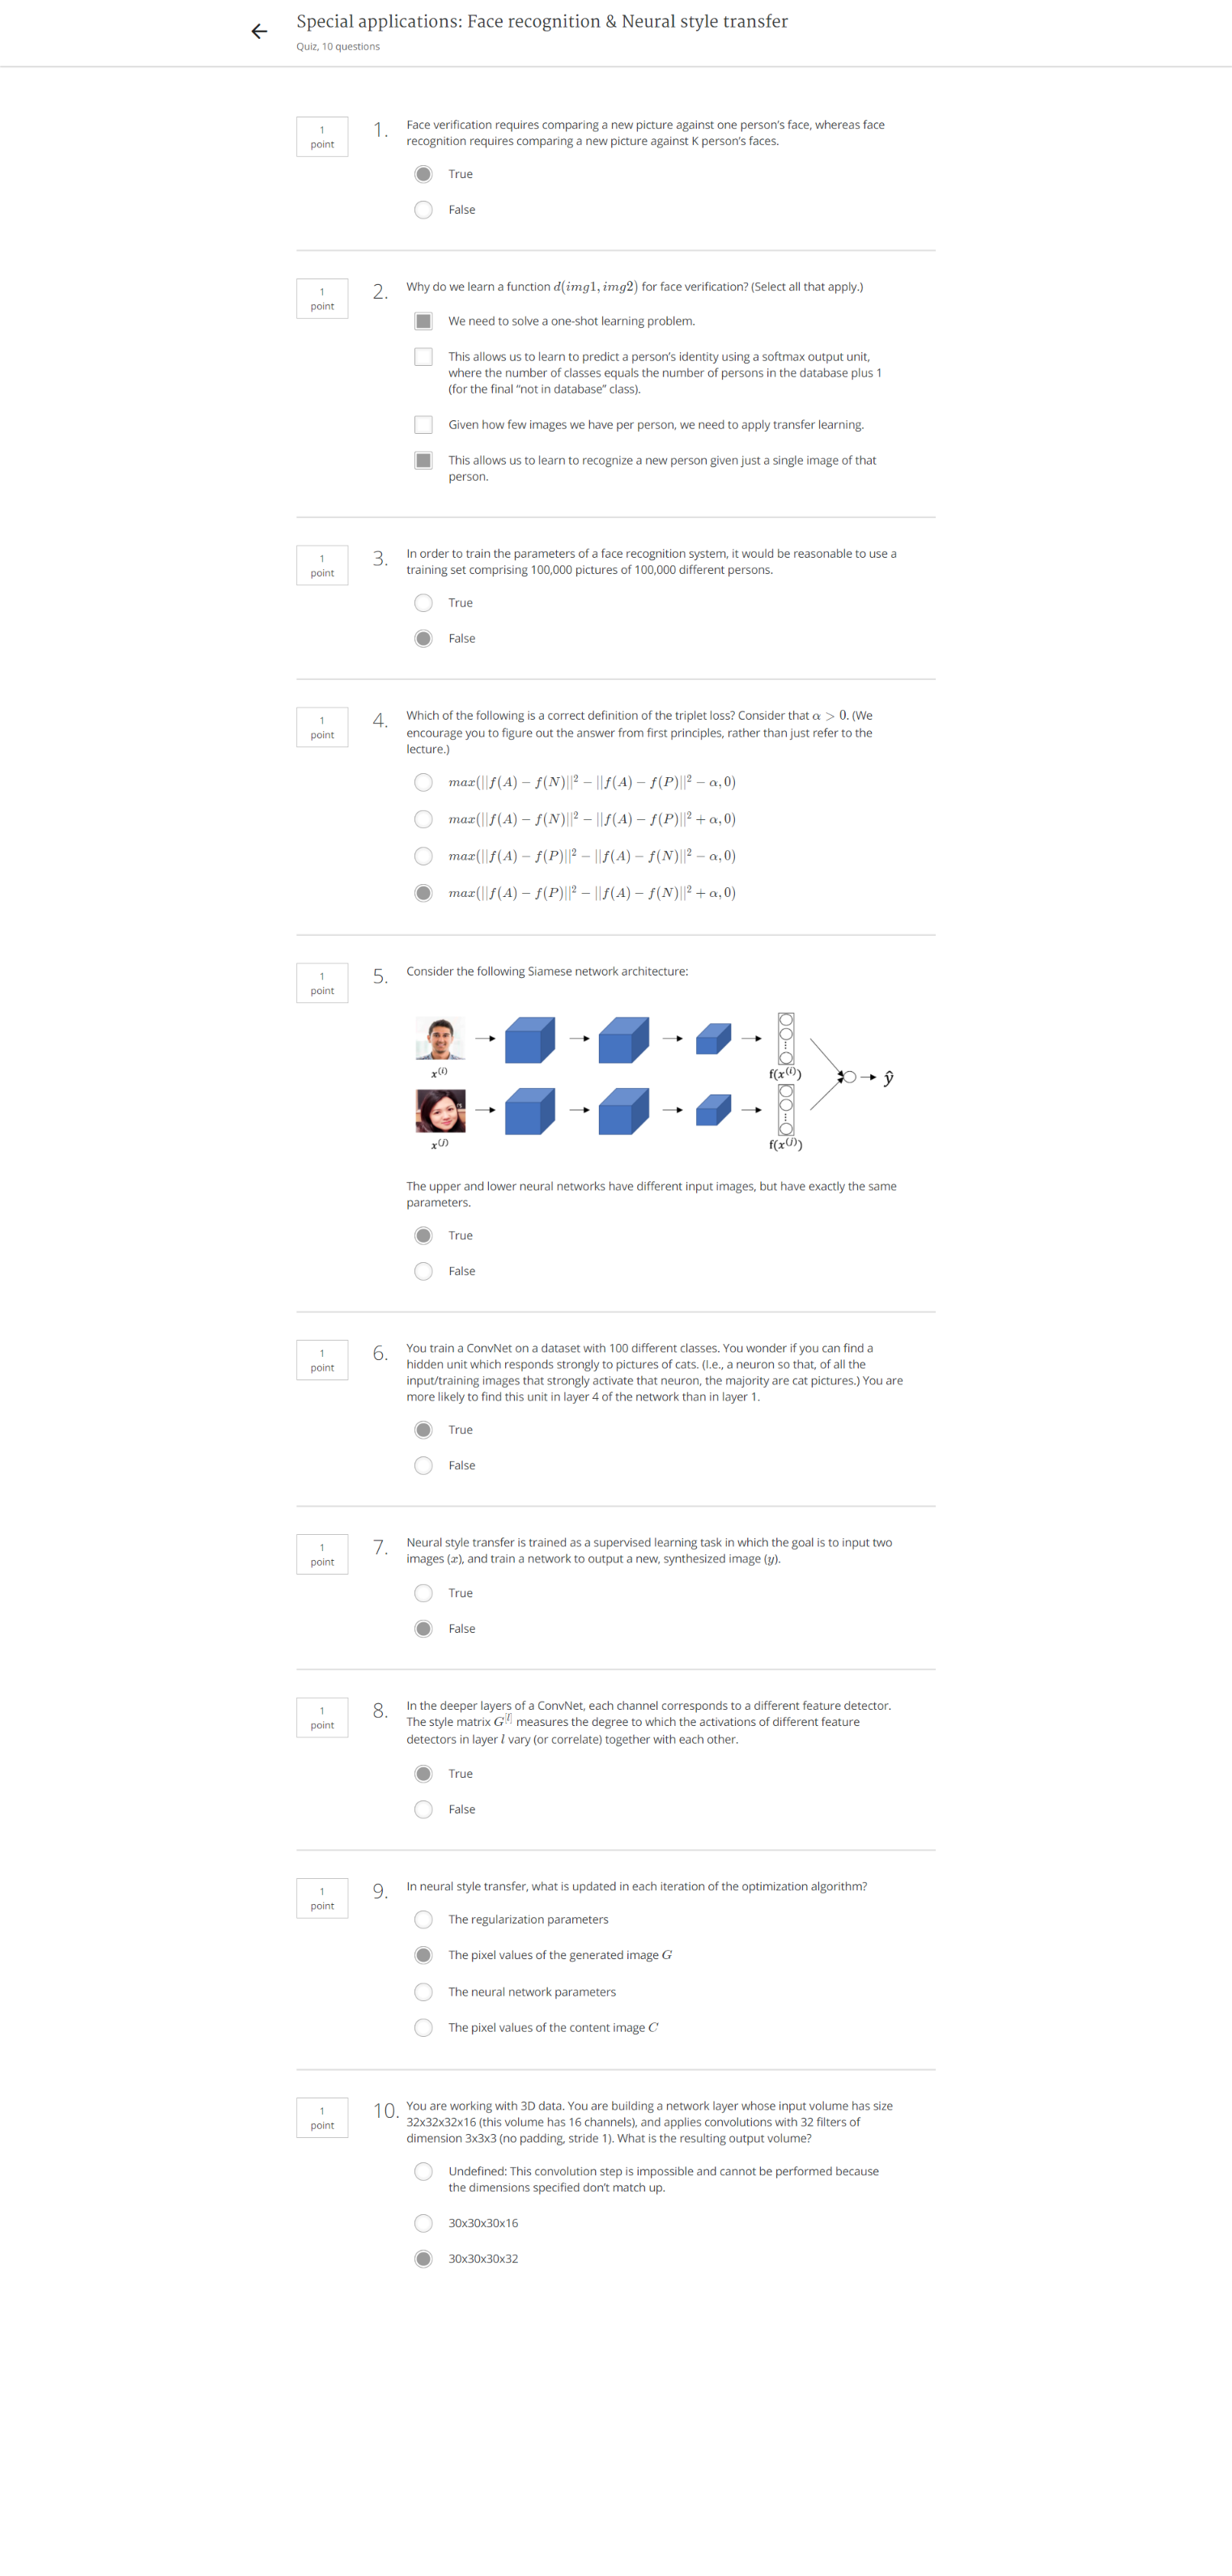 Special applications: Face recognition & Neural style transfer
Quiz, 10 questions
1
point
1.
Face verification requires comparing a new picture against one person's face, whereas face
recognition requires comparing a new picture against K person's faces.
True
False
1
point
2.
Why do we learn a function d(img1, img2) for face verification? (Select all that apply.)
We need to solve a one-shot learning problem.
This allows us to learn to predict a person's identity using a softmax output unit,
where the number of classes equals the number of persons in the database plus 1
(for the final "not in database" class).
Given how few images we have per person, we need to apply transfer learning.
This allows us to learn to recognize a new person given just a single image of that
person.
1
point
3.
In order to train the parameters of a face recognition system, it would be reasonable to use a
training set comprising 100,000 pictures of 100,000 different persons.
True
False
1
point
4.
Which of the following is a correct definition of the triplet loss? Consider that α > 0. (We
encourage you to figure out the answer from first principles, rather than just refer to the
lecture.)
max(||f(A) − f(N)||² − ||f(A) − f(P)||² − α, 0)
max(||f(A) − f(N)||² − ||f(A) − f(P)||² + α, 0)
max(||f(A) − f(P)||² − ||f(A) − f(N)||² − α, 0)
max(||f(A) − f(P)||² − ||f(A) − f(N)||² + α, 0)
1
point
5.
Consider the following Siamese network architecture:
x⁽ⁱ⁾
f(x⁽ⁱ⁾)
ŷ
x⁽ʲ⁾
f(x⁽ʲ⁾)
The upper and lower neural networks have different input images, but have exactly the same
parameters.
True
False
1
point
6.
You train a ConvNet on a dataset with 100 different classes. You wonder if you can find a
hidden unit which responds strongly to pictures of cats. (I.e., a neuron so that, of all the
input/training images that strongly activate that neuron, the majority are cat pictures.) You are
more likely to find this unit in layer 4 of the network than in layer 1.
True
False
1
point
7.
Neural style transfer is trained as a supervised learning task in which the goal is to input two
images (x), and train a network to output a new, synthesized image (y).
True
False
1
point
8.
In the deeper layers of a ConvNet, each channel corresponds to a different feature detector.
The style matrix G^[l] measures the degree to which the activations of different feature
detectors in layer l vary (or correlate) together with each other.
True
False
1
point
9.
In neural style transfer, what is updated in each iteration of the optimization algorithm?
The regularization parameters
The pixel values of the generated image G
The neural network parameters
The pixel values of the content image C
1
point
10.
You are working with 3D data. You are building a network layer whose input volume has size
32x32x32x16 (this volume has 16 channels), and applies convolutions with 32 filters of
dimension 3x3x3 (no padding, stride 1). What is the resulting output volume?
Undefined: This convolution step is impossible and cannot be performed because
the dimensions specified don't match up.
30x30x30x16
30x30x30x32